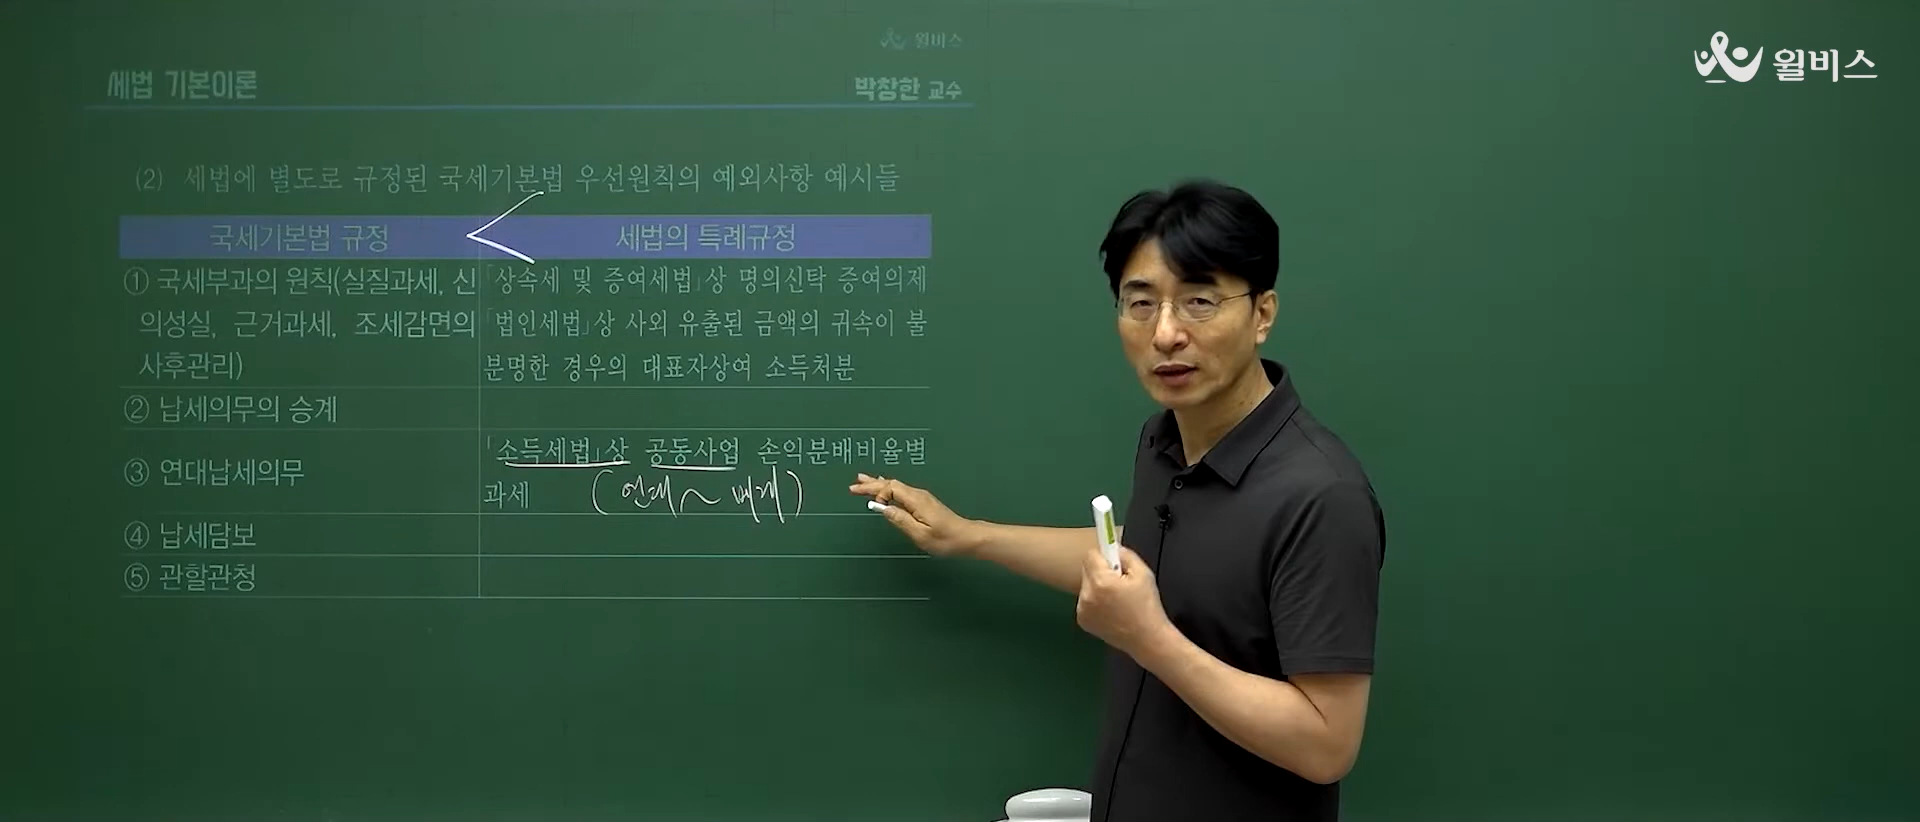 윌비스
윌비스
세법 기본이론
박창한 교수
(2) 세법에 별도로 규정된 국세기본법 우선원칙의 예외사항 예시들
국세기본법 규정 < 세법의 특례규정
① 국세부과의 원칙(실질과세, 신
의성실, 근거과세, 조세감면의
사후관리)
「상속세 및 증여세법」상 명의신탁 증여의제
「법인세법」상 사외 유출된 금액의 귀속이 불
분명한 경우의 대표자상여 소득처분
② 납세의무의 승계
③ 연대납세의무
「소득세법」상 공동사업 손익분배비율별
과세
(연대~배제)
④ 납세담보
⑤ 관할관청